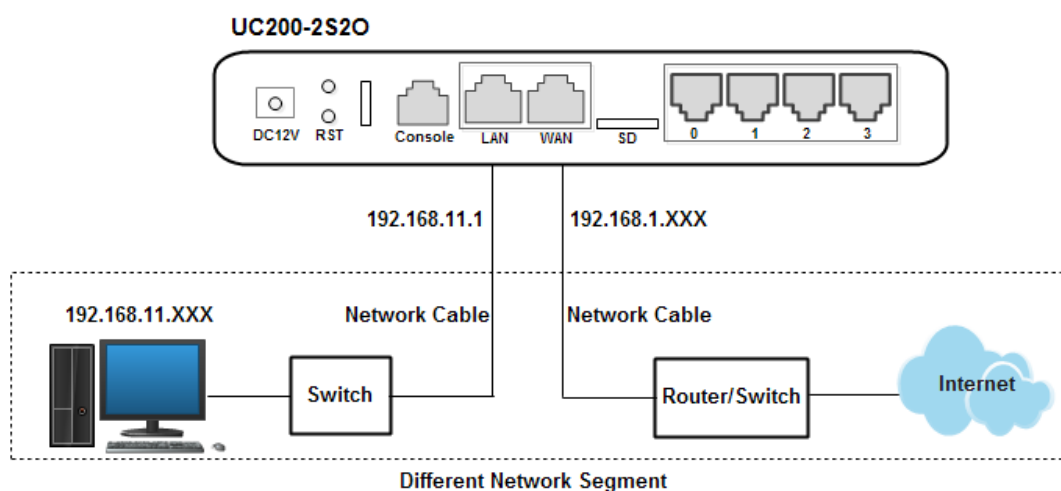 UC200-2S2O
DC12V
RST
Console
LAN
WAN
SD
0
1
2
3
192.168.11.1
192.168.1.XXX
192.168.11.XXX
Network Cable
Network Cable
Switch
Router/Switch
Internet
Different Network Segment